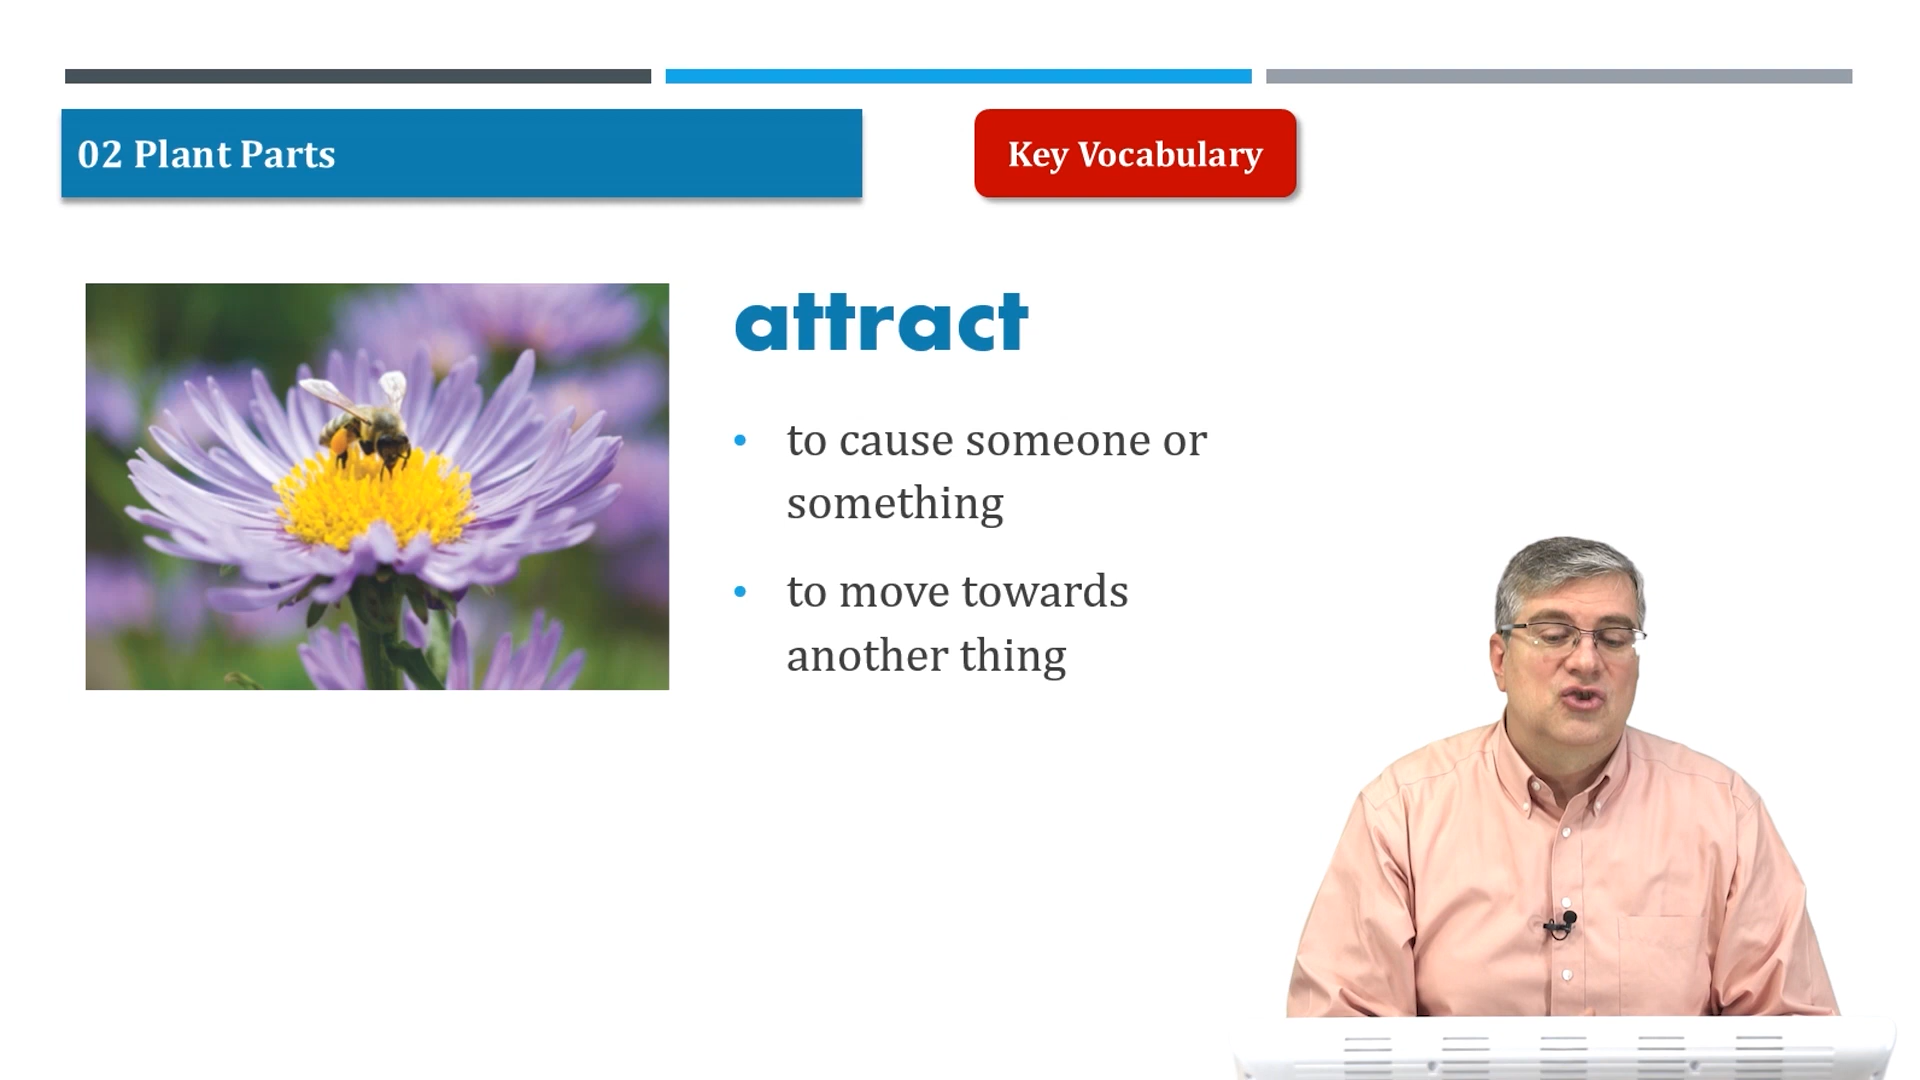 02 Plant Parts
Key Vocabulary
attract
• to cause someone or
something
• to move towards
another thing